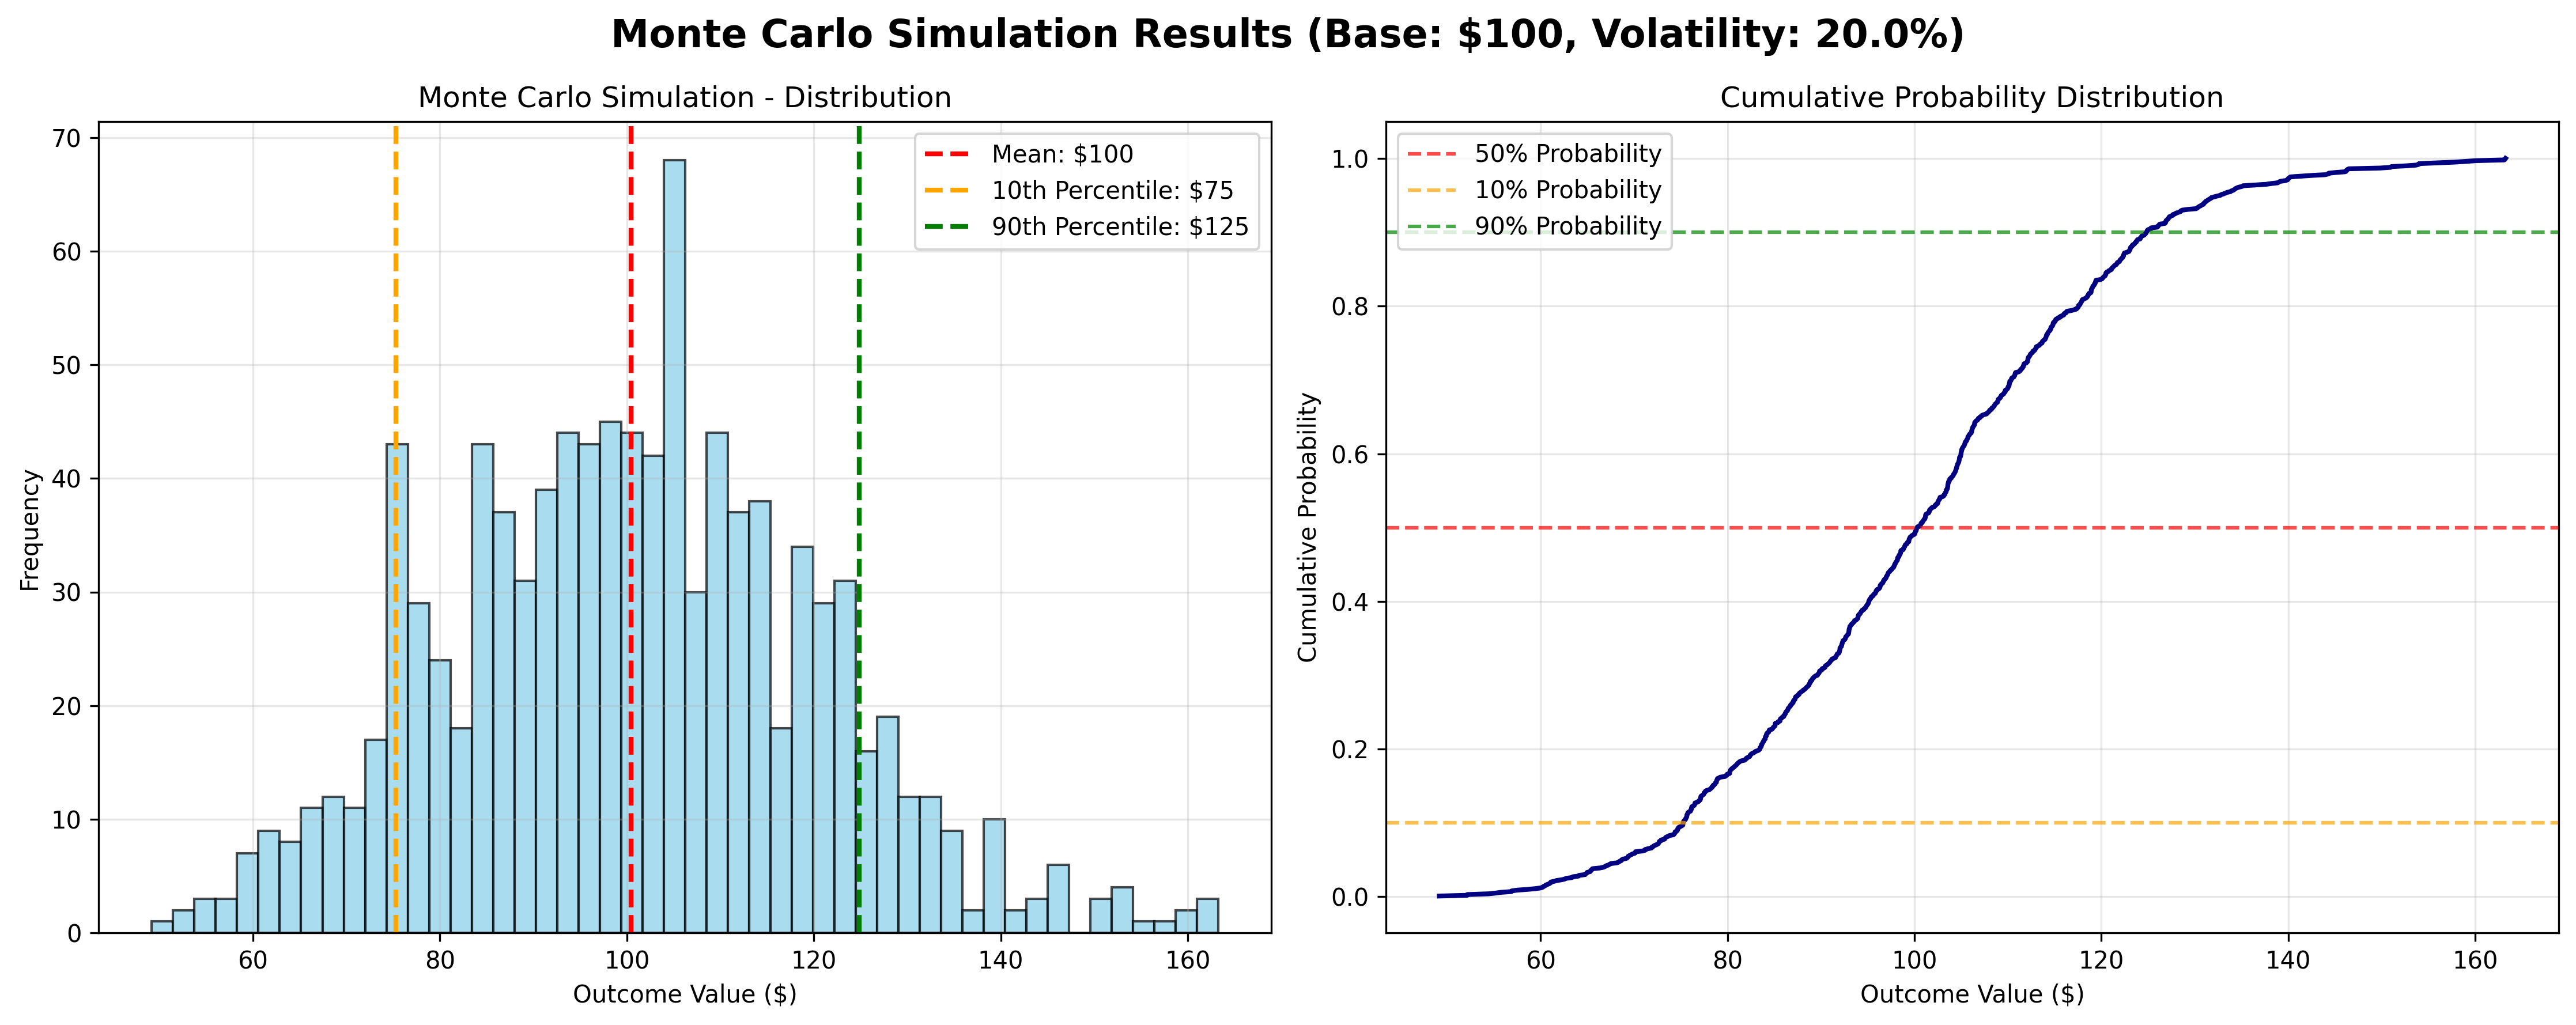 Monte Carlo Simulation Results (Base: $100, Volatility: 20.0%)
Monte Carlo Simulation - Distribution
Mean: $100
10th Percentile: $75
90th Percentile: $125
70
60
50
40
30
20
10
0
Frequency
60 80 100 120 140 160
Outcome Value ($)
Cumulative Probability Distribution
50% Probability
10% Probability
90% Probability
1.0
0.8
0.6
0.4
0.2
0.0
Cumulative Probability
60 80 100 120 140 160
Outcome Value ($)